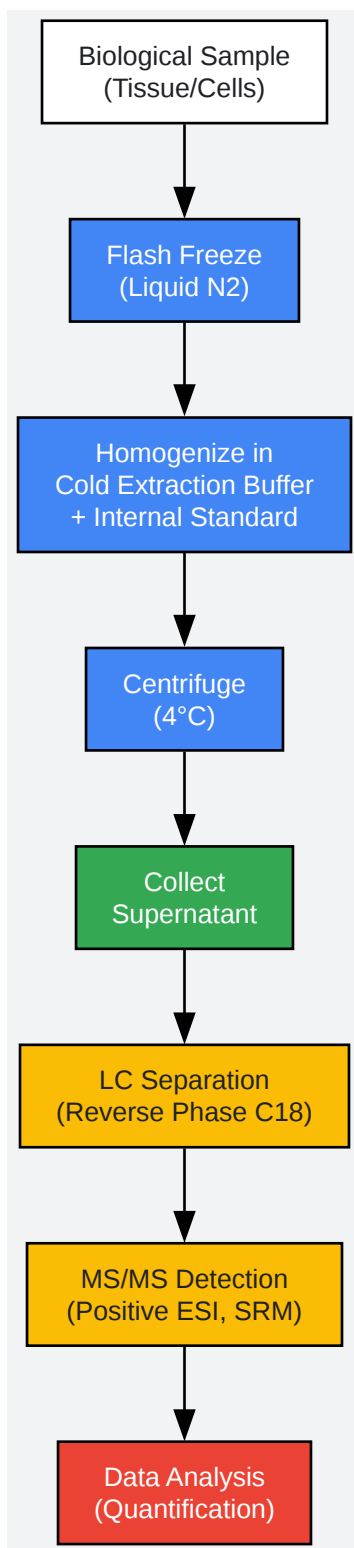 Biological Sample
(Tissue/Cells)
Flash Freeze
(Liquid N2)
Homogenize in
Cold Extraction Buffer
+ Internal Standard
Centrifuge
(4°C)
Collect
Supernatant
LC Separation
(Reverse Phase C18)
MS/MS Detection
(Positive ESI, SRM)
Data Analysis
(Quantification)